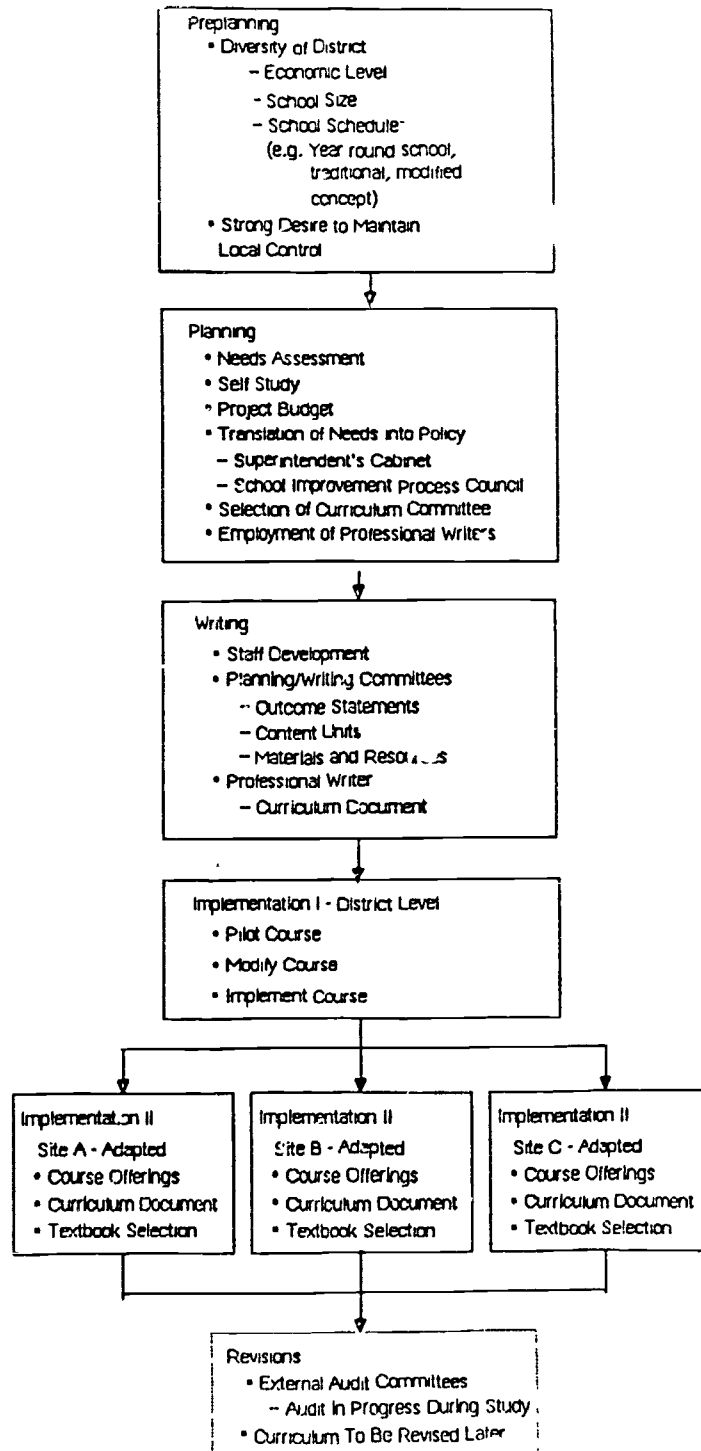 Preplanning
• Diversity of District
– Economic Level
- School Size
– School Schedule-
(e.g. Year round school,
traditional, modified
concept)
• Strong Desire to Maintain
Local Control
Planning
• Needs Assessment
• Self Study
• Project Budget
• Translation of Needs into Policy
– Superintendent's Cabinet
– School Improvement Process Council
• Selection of Curriculum Committee
• Employment of Professional Writers
Writing
• Staff Development
• Planning/Writing Committees
– Outcome Statements
– Content Units
– Materials and Resources
• Professional Writer
– Curriculum Document
Implementation I - District Level
• Pilot Course
• Modify Course
• Implement Course
Implementation II
Site A - Adapted
• Course Offerings
• Curriculum Document
• Textbook Selection
Implementation II
Site B - Adapted
• Course Offerings
• Curriculum Document
• Textbook Selection
Implementation II
Site C - Adapted
• Course Offerings
• Curriculum Document
• Textbook Selection
Revisions
• External Audit Committees
– Audit in Progress During Study
• Curriculum To Be Revised Later